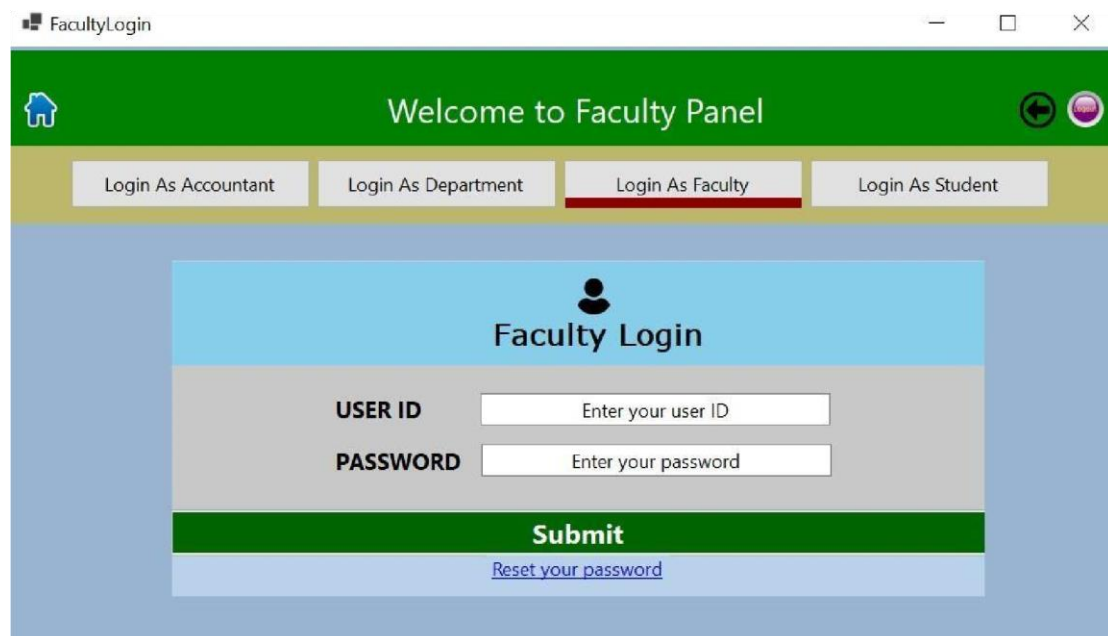 FacultyLogin
Welcome to Faculty Panel
Login As Accountant Login As Department Login As Faculty Login As Student
Faculty Login
USER ID Enter your user ID
PASSWORD Enter your password
Submit
Reset your password